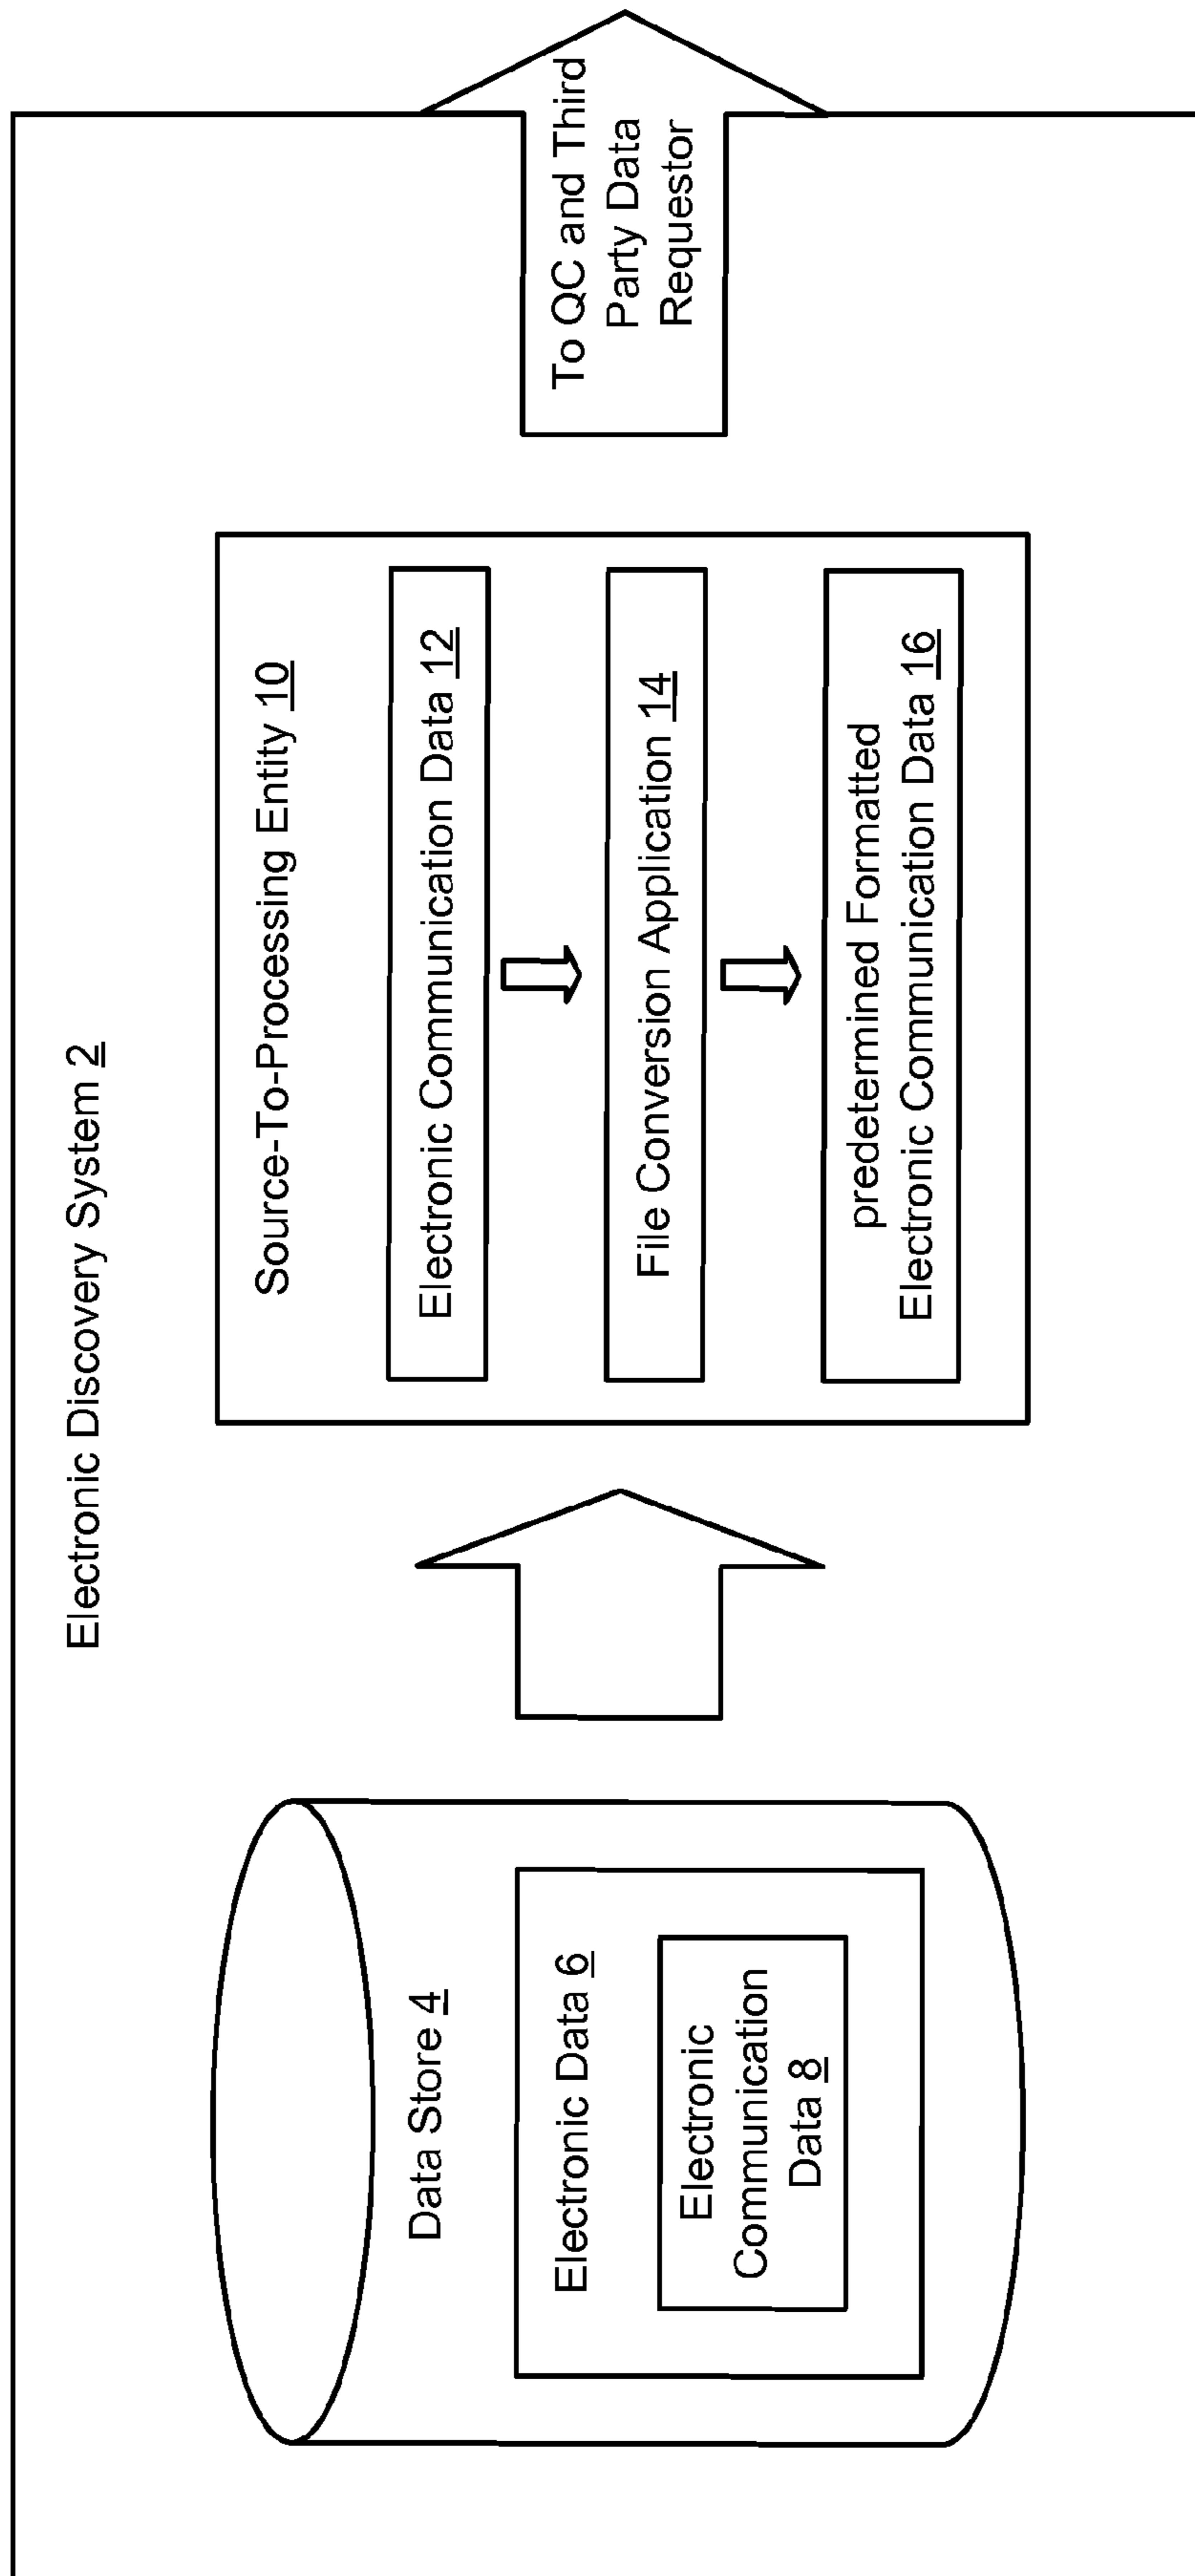 Electronic Discovery System 2
Data Store 4
Electronic Data 6
Electronic
Communication
Data 8
Source-To-Processing Entity 10
Electronic Communication Data 12
File Conversion Application 14
predetermined Formatted
Electronic Communication Data 16
To QC and Third
Party Data
Requestor